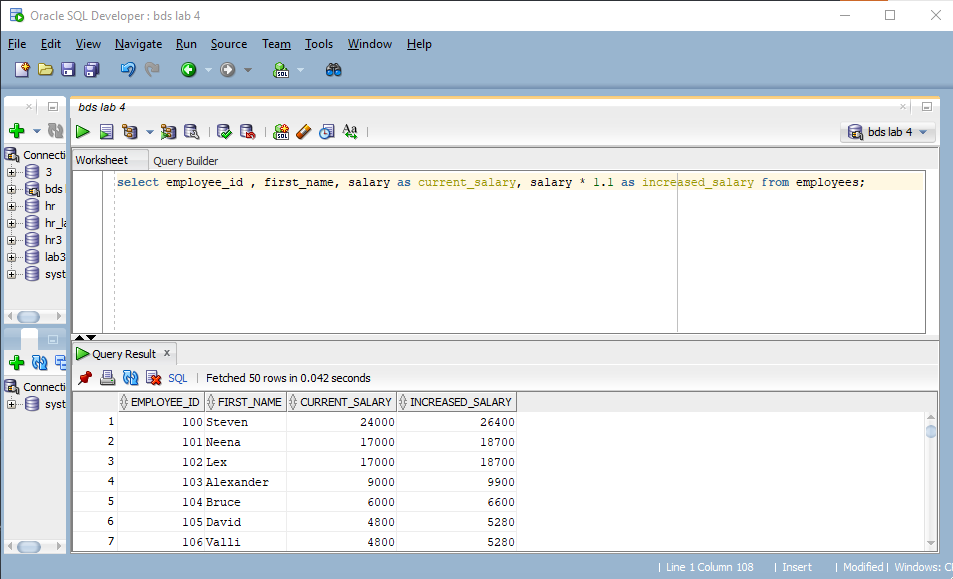 Oracle SQL Developer : bds lab 4
File Edit View Navigate Run Source Team Tools Window Help
bds lab 4
SQL SQL Aa bds lab 4
Worksheet Query Builder
select employee_id , first_name, salary as current_salary, salary * 1.1 as increased_salary from employees;
Connecti
3
bds
hr
hr_la
hr3
lab3
syst
Connecti
syst
Query Result x
SQL | Fetched 50 rows in 0.042 seconds
EMPLOYEE_ID FIRST_NAME CURRENT_SALARY INCREASED_SALARY
1 100 Steven 24000 26400
2 101 Neena 17000 18700
3 102 Lex 17000 18700
4 103 Alexander 9000 9900
5 104 Bruce 6000 6600
6 105 David 4800 5280
7 106 Valli 4800 5280
| Line 1 Column 108 | Insert | Modified | Windows: C